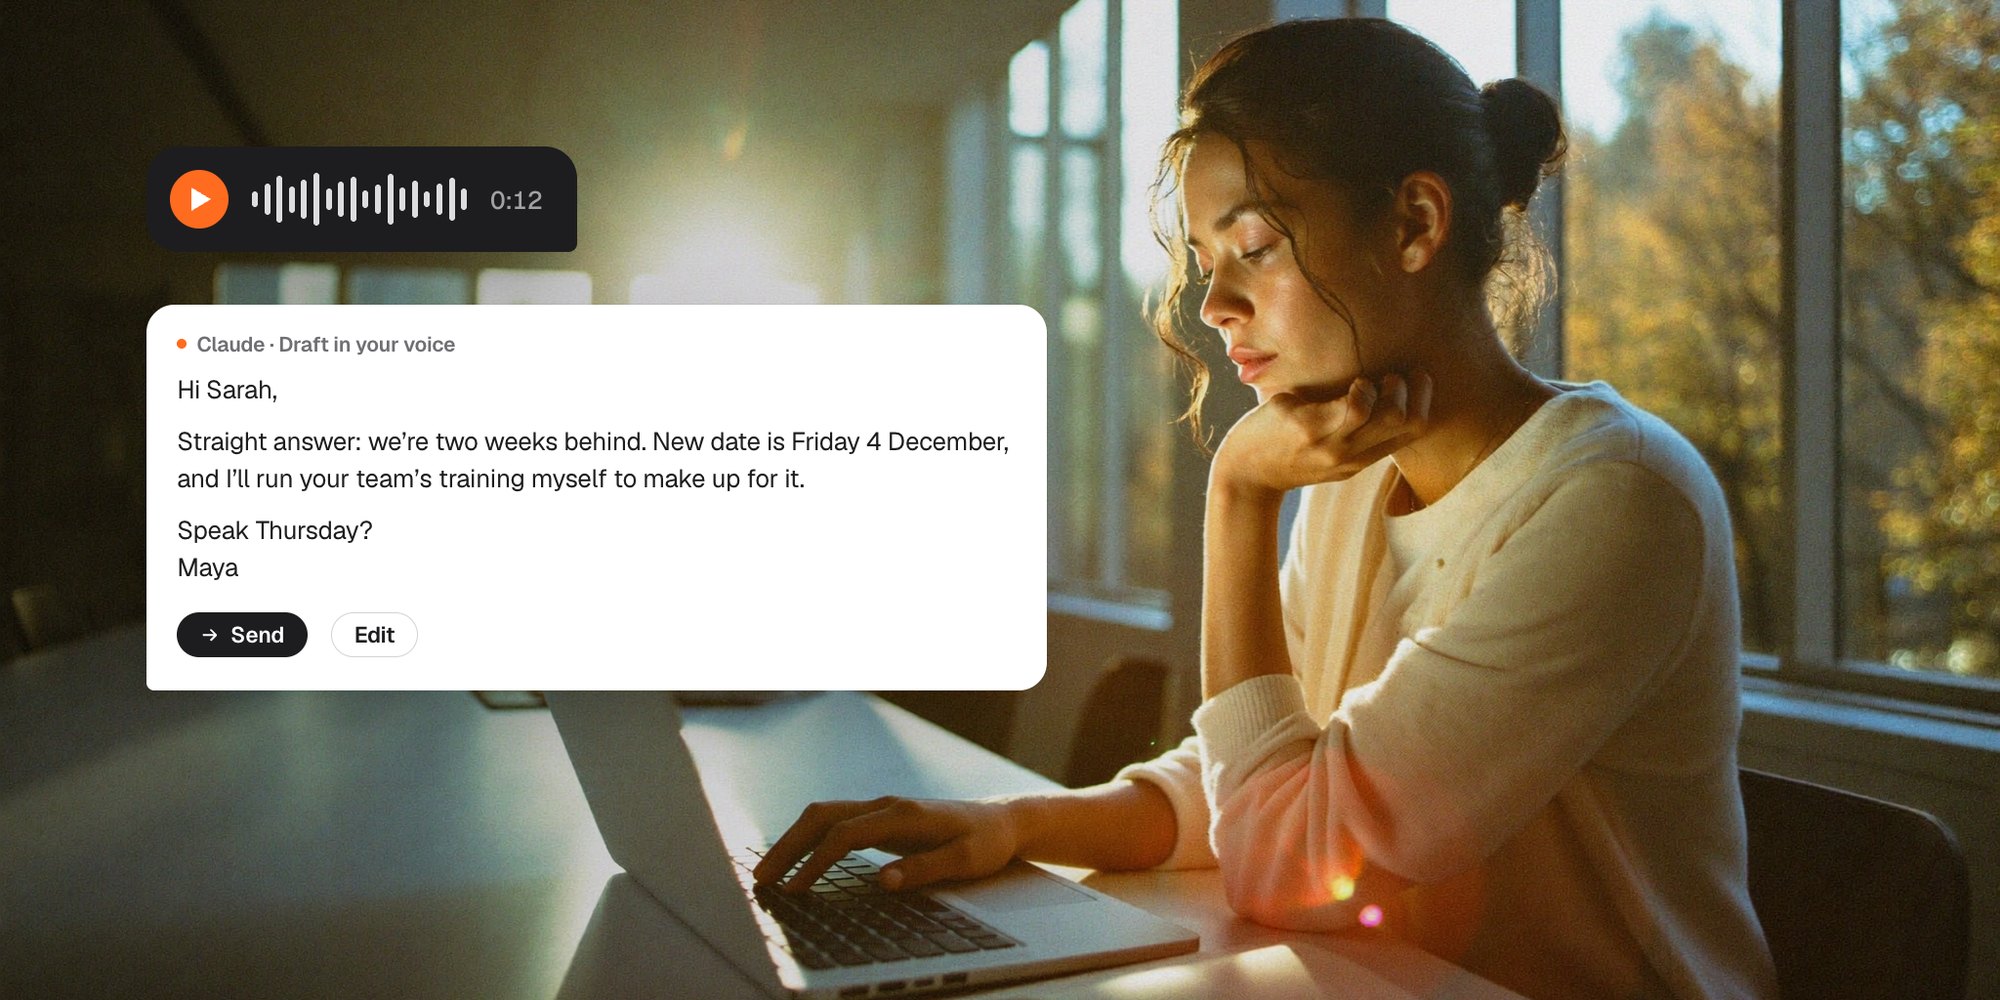 0:12
Claude · Draft in your voice
Hi Sarah,
Straight answer: we’re two weeks behind. New date is Friday 4 December,
and I’ll run your team’s training myself to make up for it.
Speak Thursday?
Maya
→ Send
Edit